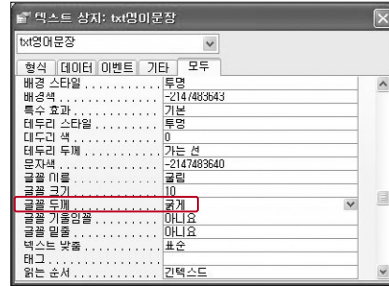 텍스트 상자: txt영어문장
txt영어문장
형식 데이터 이벤트 기타 모두
배경 스타일 . . . . . . . . . . . . 투명
배경색 . . . . . . . . . . . . . . . . -2147483643
특수 효과 . . . . . . . . . . . . . 기본
테두리 스타일 . . . . . . . . . . 투명
테두리 색 . . . . . . . . . . . . . 0
테두리 두께 . . . . . . . . . . . 가는 선
문자색 . . . . . . . . . . . . . . . . -2147483640
글꼴 이름 . . . . . . . . . . . . . 굴림
글꼴 크기 . . . . . . . . . . . . . 10
글꼴 두께 . . . . . . . . . . . . . 굵게
글꼴 기울임꼴 . . . . . . . . . . 아니요
글꼴 밑줄 . . . . . . . . . . . . . 아니요
텍스트 맞춤 . . . . . . . . . . . 표준
태그 . . . . . . . . . . . . . . . . . .
읽는 순서 . . . . . . . . . . . . . 긴텍스트